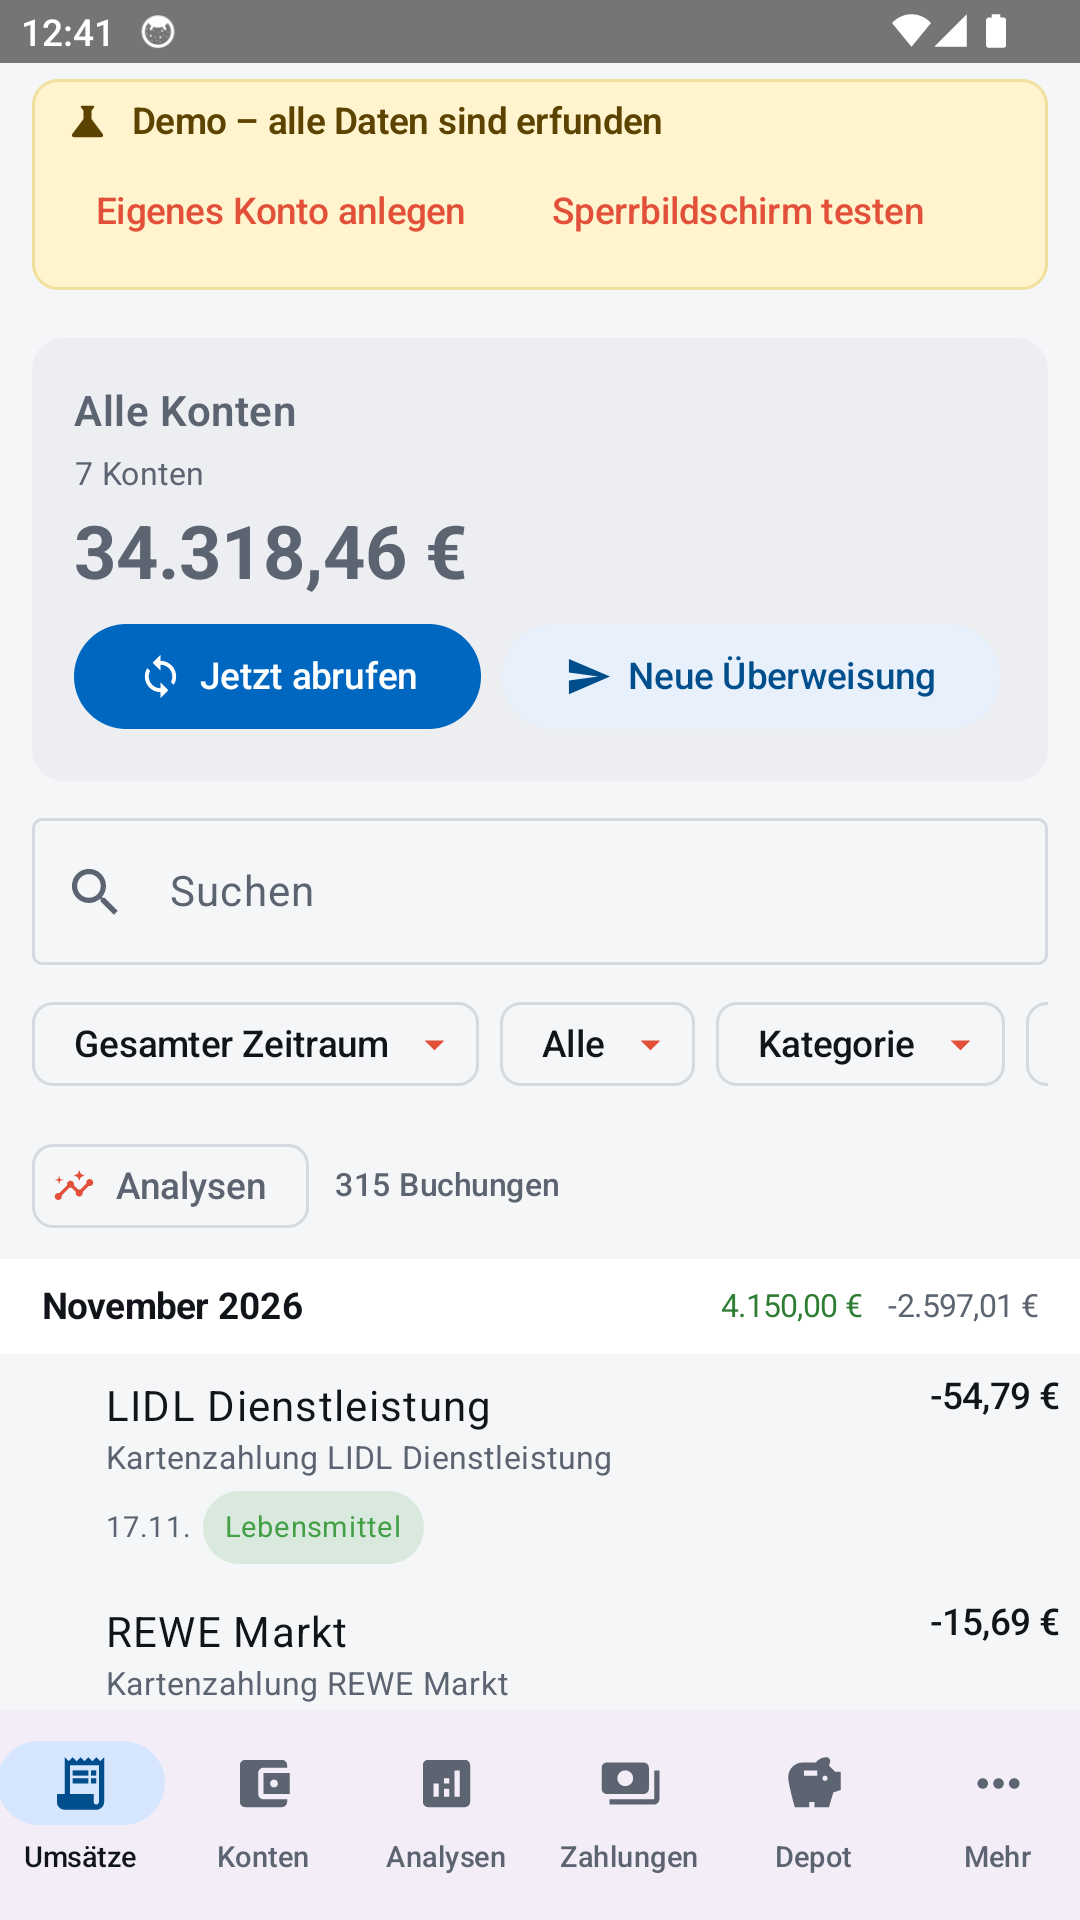 12:41
Demo – alle Daten sind erfunden
Eigenes Konto anlegen Sperrbildschirm testen
Alle Konten
7 Konten
34.318,46 €
Jetzt abrufen Neue Überweisung
Suchen
Gesamter Zeitraum Alle Kategorie
Analysen 315 Buchungen
November 2026 4.150,00 € -2.597,01 €
LIDL Dienstleistung -54,79 €
Kartenzahlung LIDL Dienstleistung
17.11. Lebensmittel
REWE Markt -15,69 €
Kartenzahlung REWE Markt
Umsätze Konten Analysen Zahlungen Depot Mehr